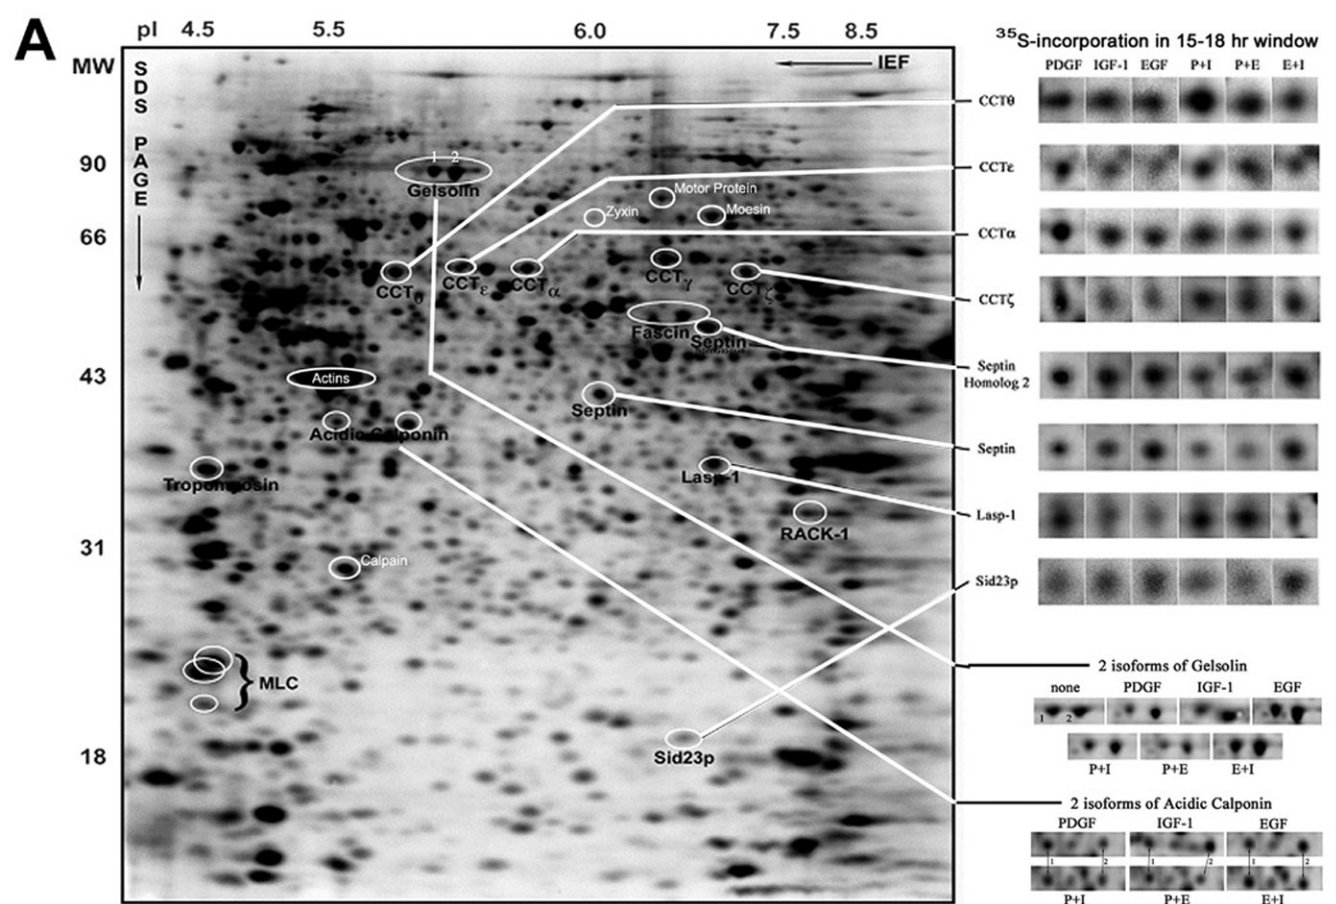 A
pI 4.5 5.5 6.0 7.5 8.5
MW
SDS PAGE
IEF
90
66
43
31
18
1 2
Gelsolin
Motor Protein
Zyxin
Moesin
CCTθ
CCTε
CCTα
CCTγ
CCTζ
Fascin
Septin
Actins
Septin
Acidic Calponin
Tropomyosin
Lasp-1
RACK-1
Calpain
MLC
Sid23p
35S-incorporation in 15-18 hr window
PDGF IGF-1 EGF P+I P+E E+I
CCTθ
CCTε
CCTα
CCTζ
Septin
Homolog 2
Septin
Lasp-1
Sid23p
2 isoforms of Gelsolin
none PDGF IGF-1 EGF
1 2
P+I P+E E+I
2 isoforms of Acidic Calponin
PDGF IGF-1 EGF
1 2 1 2 1 2
P+I P+E E+I